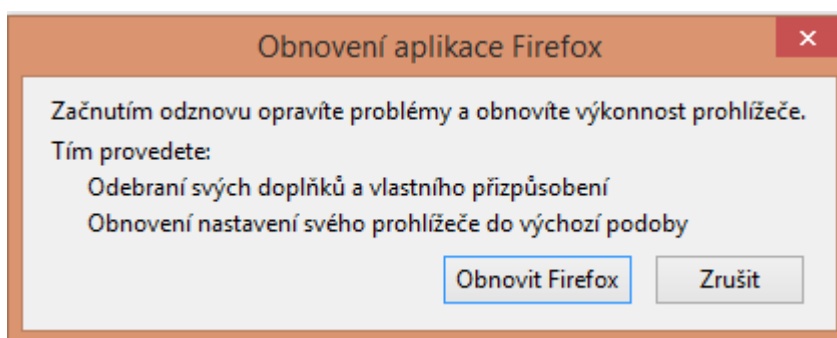 Obnovení aplikace Firefox
Začnutím odznovu opravíte problémy a obnovíte výkonnost prohlížeče.
Tím provedete:
Odebraní svých doplňků a vlastního přizpůsobení
Obnovení nastavení svého prohlížeče do výchozí podoby
Obnovit Firefox
Zrušit